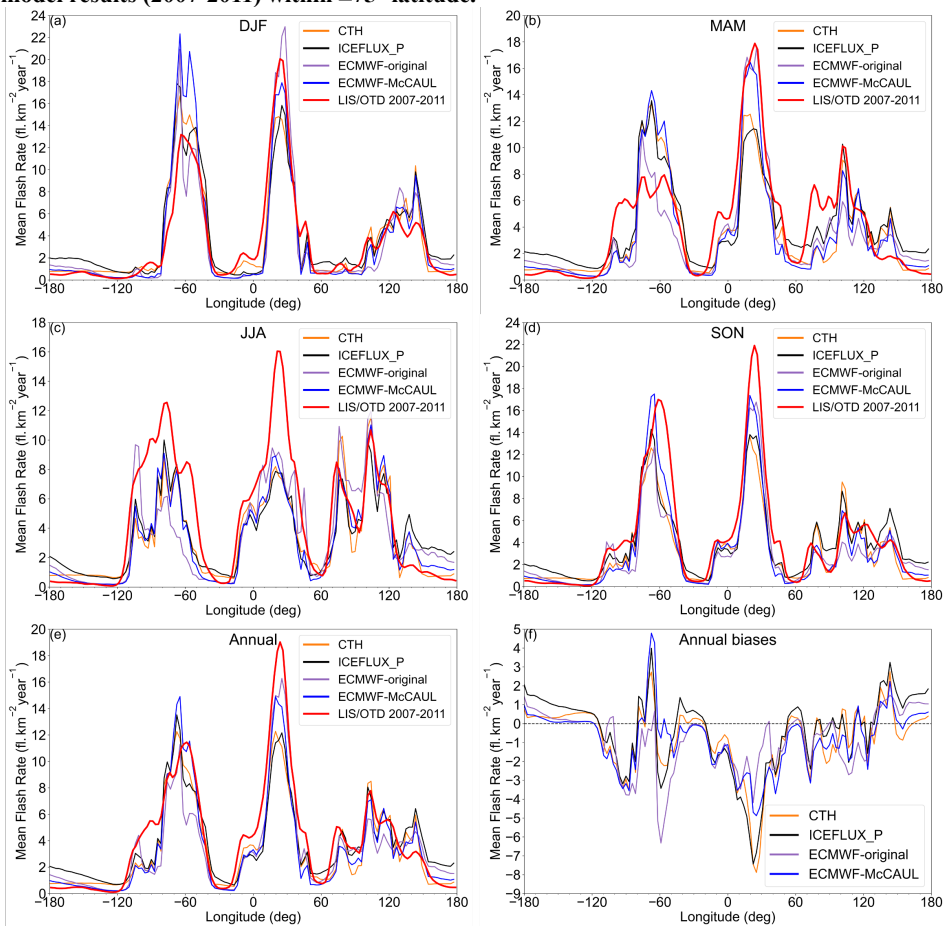 model results (2007-2011) within ±75° latitude.
(a) DJF
CTH
ICEFLUX_P
ECMWF-original
ECMWF-McCAUL
LIS/OTD 2007-2011
Mean Flash Rate (fl. km⁻² year⁻¹)
24
22
20
18
16
14
12
10
8
6
4
2
0
−180 −120 −60 0 60 120 180
Longitude (deg)
(b) MAM
CTH
ICEFLUX_P
ECMWF-original
ECMWF-McCAUL
LIS/OTD 2007-2011
Mean Flash Rate (fl. km⁻² year⁻¹)
20
18
16
14
12
10
8
6
4
2
0
−180 −120 −60 0 60 120 180
Longitude (deg)
(c) JJA
CTH
ICEFLUX_P
ECMWF-original
ECMWF-McCAUL
LIS/OTD 2007-2011
Mean Flash Rate (fl. km⁻² year⁻¹)
18
16
14
12
10
8
6
4
2
0
−180 −120 −60 0 60 120 180
Longitude (deg)
(d) SON
CTH
ICEFLUX_P
ECMWF-original
ECMWF-McCAUL
LIS/OTD 2007-2011
Mean Flash Rate (fl. km⁻² year⁻¹)
24
22
20
18
16
14
12
10
8
6
4
2
0
−180 −120 −60 0 60 120 180
Longitude (deg)
(e) Annual
CTH
ICEFLUX_P
ECMWF-original
ECMWF-McCAUL
LIS/OTD 2007-2011
Mean Flash Rate (fl. km⁻² year⁻¹)
20
18
16
14
12
10
8
6
4
2
0
−180 −120 −60 0 60 120 180
Longitude (deg)
(f) Annual biases
CTH
ICEFLUX_P
ECMWF-original
ECMWF-McCAUL
Mean Flash Rate (fl. km⁻² year⁻¹)
5
4
3
2
1
0
−1
−2
−3
−4
−5
−6
−7
−8
−9
−180 −120 −60 0 60 120 180
Longitude (deg)